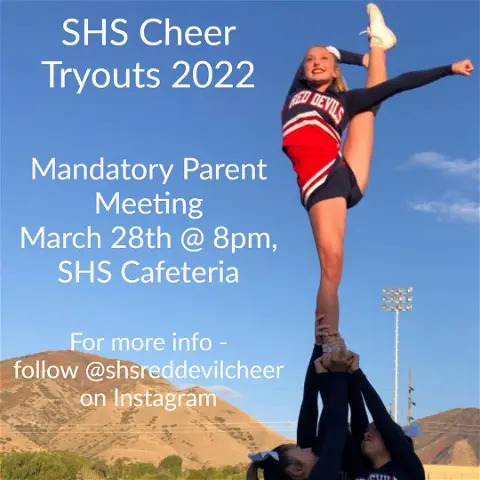 SHS Cheer
Tryouts 2022
RED DEVILS
Mandatory Parent
Meeting
March 28th @ 8pm,
SHS Cafeteria
For more info -
follow @shsreddevilcheer
on Instagram